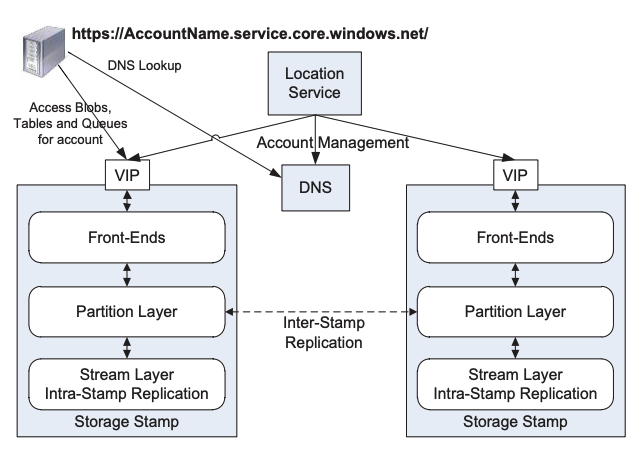 https://AccountName.service.core.windows.net/
DNS Lookup
Location
Service
Access Blobs,
Tables and Queues
for account
Account Management
VIP
DNS
VIP
Front-Ends
Front-Ends
Partition Layer
Inter-Stamp
Replication
Partition Layer
Stream Layer
Intra-Stamp Replication
Storage Stamp
Stream Layer
Intra-Stamp Replication
Storage Stamp